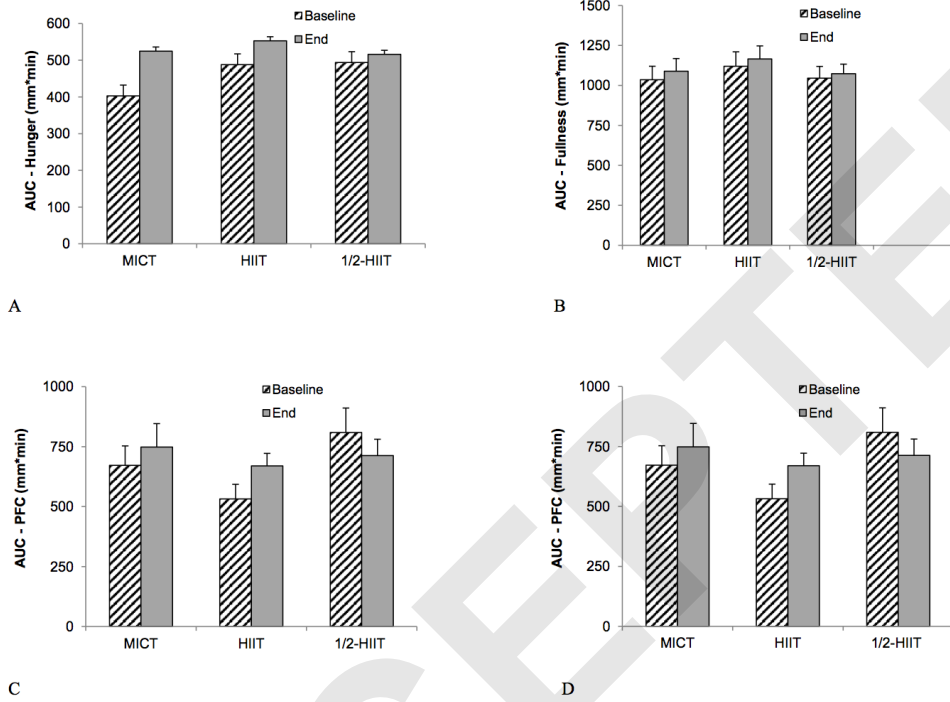 A
AUC - Hunger (mm*min)
600
500
400
300
200
100
0
Baseline
End
MICT HIIT 1/2-HIIT
B
AUC - Fullness (mm*min)
1500
1250
1000
750
500
250
0
Baseline
End
MICT HIIT 1/2-HIIT
AUC - PFC (mm*min)
1000
750
500
250
0
Baseline
End
MICT HIIT 1/2-HIIT
C
AUC - PFC (mm*min)
1000
750
500
250
0
Baseline
End
MICT HIIT 1/2-HIIT
D
CEPTE